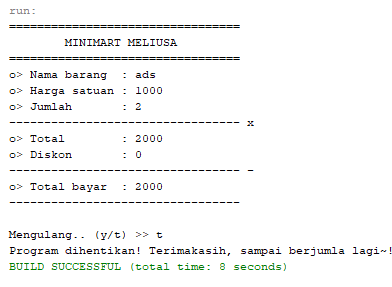 run:
=================================
MINIMART MELIUSA
=================================
o> Nama barang : ads
o> Harga satuan : 1000
o> Jumlah : 2
--------------------------------- x
o> Total : 2000
o> Diskon : 0
--------------------------------- -
o> Total bayar : 2000
---------------------------------
Mengulang.. (y/t) >> t
Program dihentikan! Terimakasih, sampai berjumla lagi~!
BUILD SUCCESSFUL (total time: 8 seconds)